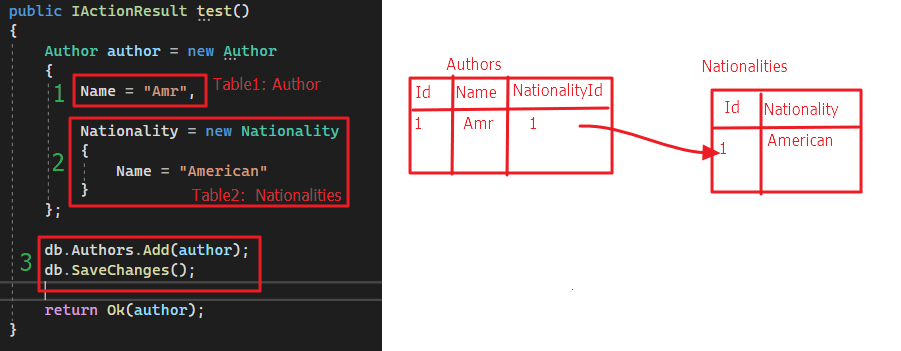 public IActionResult test()
{
Author author = new Author
{
1 Name = "Amr", Table1: Author
Nationality = new Nationality
{
2 Name = "American"
} Table2: Nationalities
};
3 db.Authors.Add(author);
db.SaveChanges();
return Ok(author);
}
Authors
Id Name NationalityId
1 Amr 1
Nationalities
Id Nationality
1 American